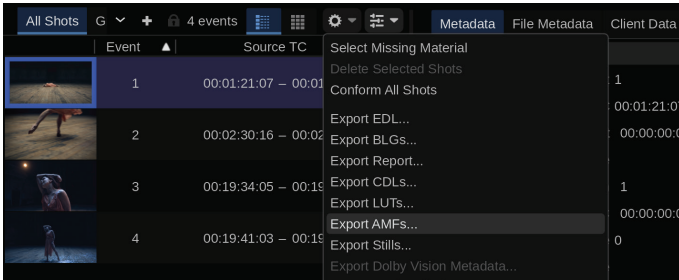 All Shots G 4 events Metadata File Metadata Client Data
Event Source TC
Select Missing Material
Delete Selected Shots
Conform All Shots
1 00:01:21:07 – 00:01 1
00:01:21:0
Export EDL...
2 00:02:30:16 – 00:02 Export BLGs... 00:00:00:
Export Report...
3 00:19:34:05 – 00:19 Export CDLs... 1
Export LUTs... 00:00:00:
Export AMFs...
4 00:19:41:03 – 00:19 Export Stills... 0
Export Dolby Vision Metadata...